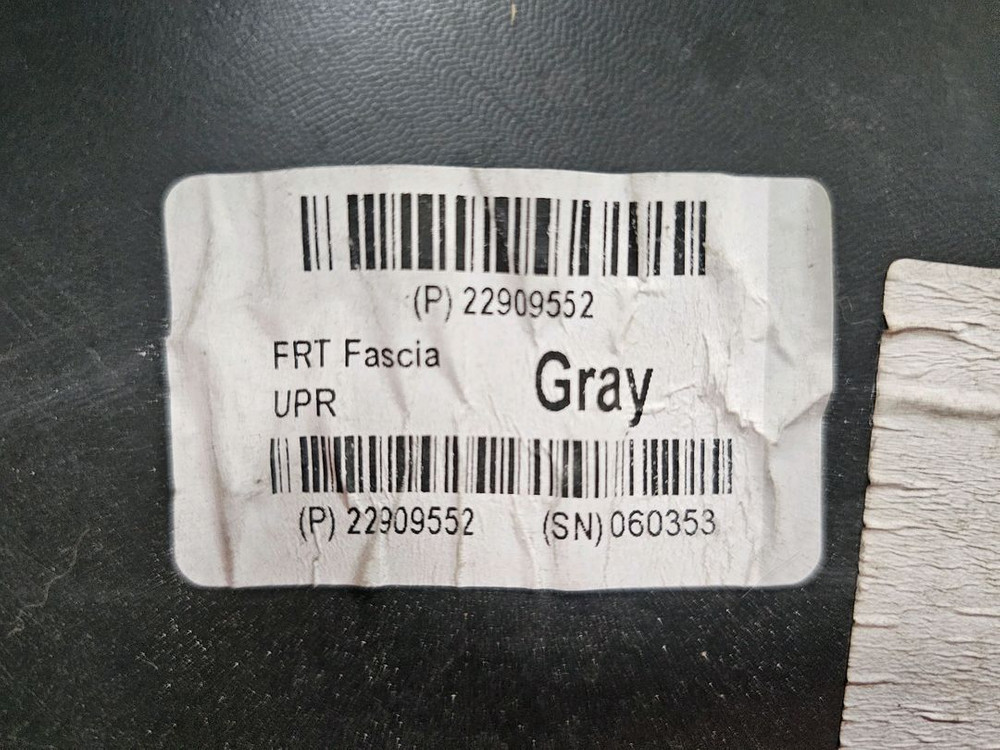 (P) 22909552
FRT Fascia
UPR
Gray
(P) 22909552 (SN) 060353